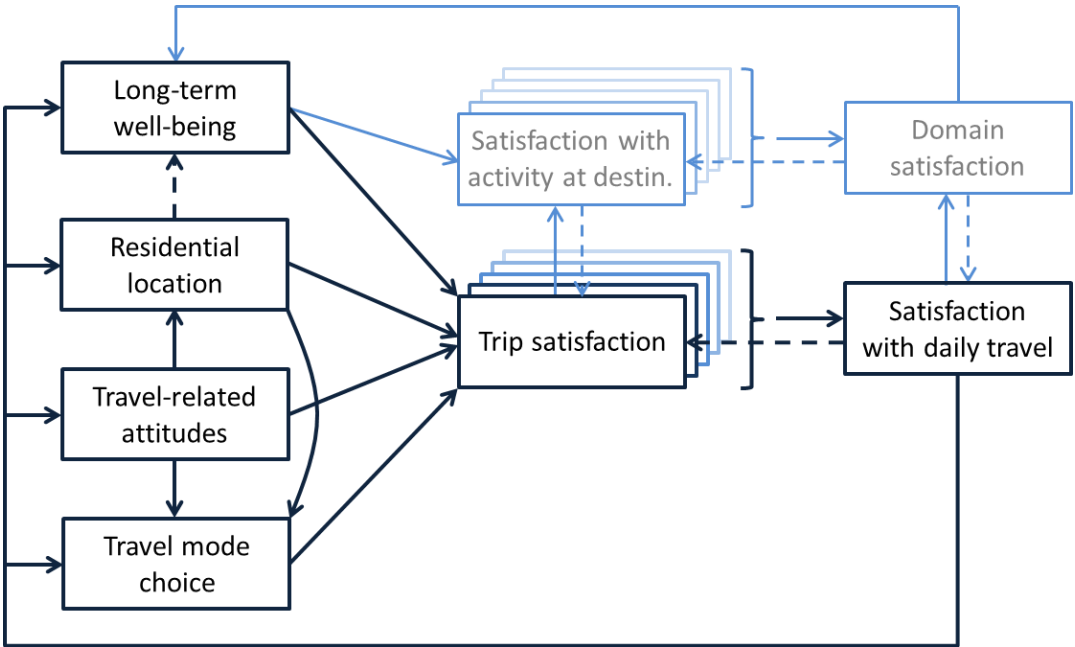 Long-term
well-being
Satisfaction with
activity at destin.
Domain
satisfaction
Residential
location
Trip satisfaction
Satisfaction
with daily travel
Travel-related
attitudes
Travel mode
choice